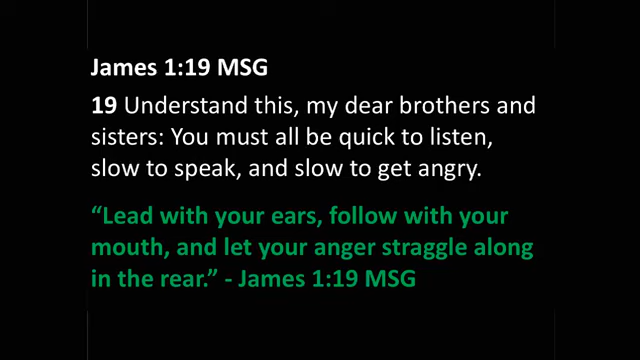 James 1:19 MSG
19 Understand this, my dear brothers and
sisters: You must all be quick to listen,
slow to speak, and slow to get angry.
“Lead with your ears, follow with your
mouth, and let your anger straggle along
in the rear.” - James 1:19 MSG